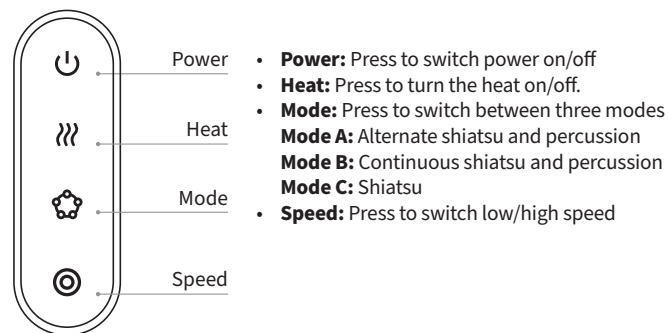 Power
Heat
Mode
Speed
• Power: Press to switch power on/off
• Heat: Press to turn the heat on/off.
• Mode: Press to switch between three modes
Mode A: Alternate shiatsu and percussion
Mode B: Continuous shiatsu and percussion
Mode C: Shiatsu
• Speed: Press to switch low/high speed